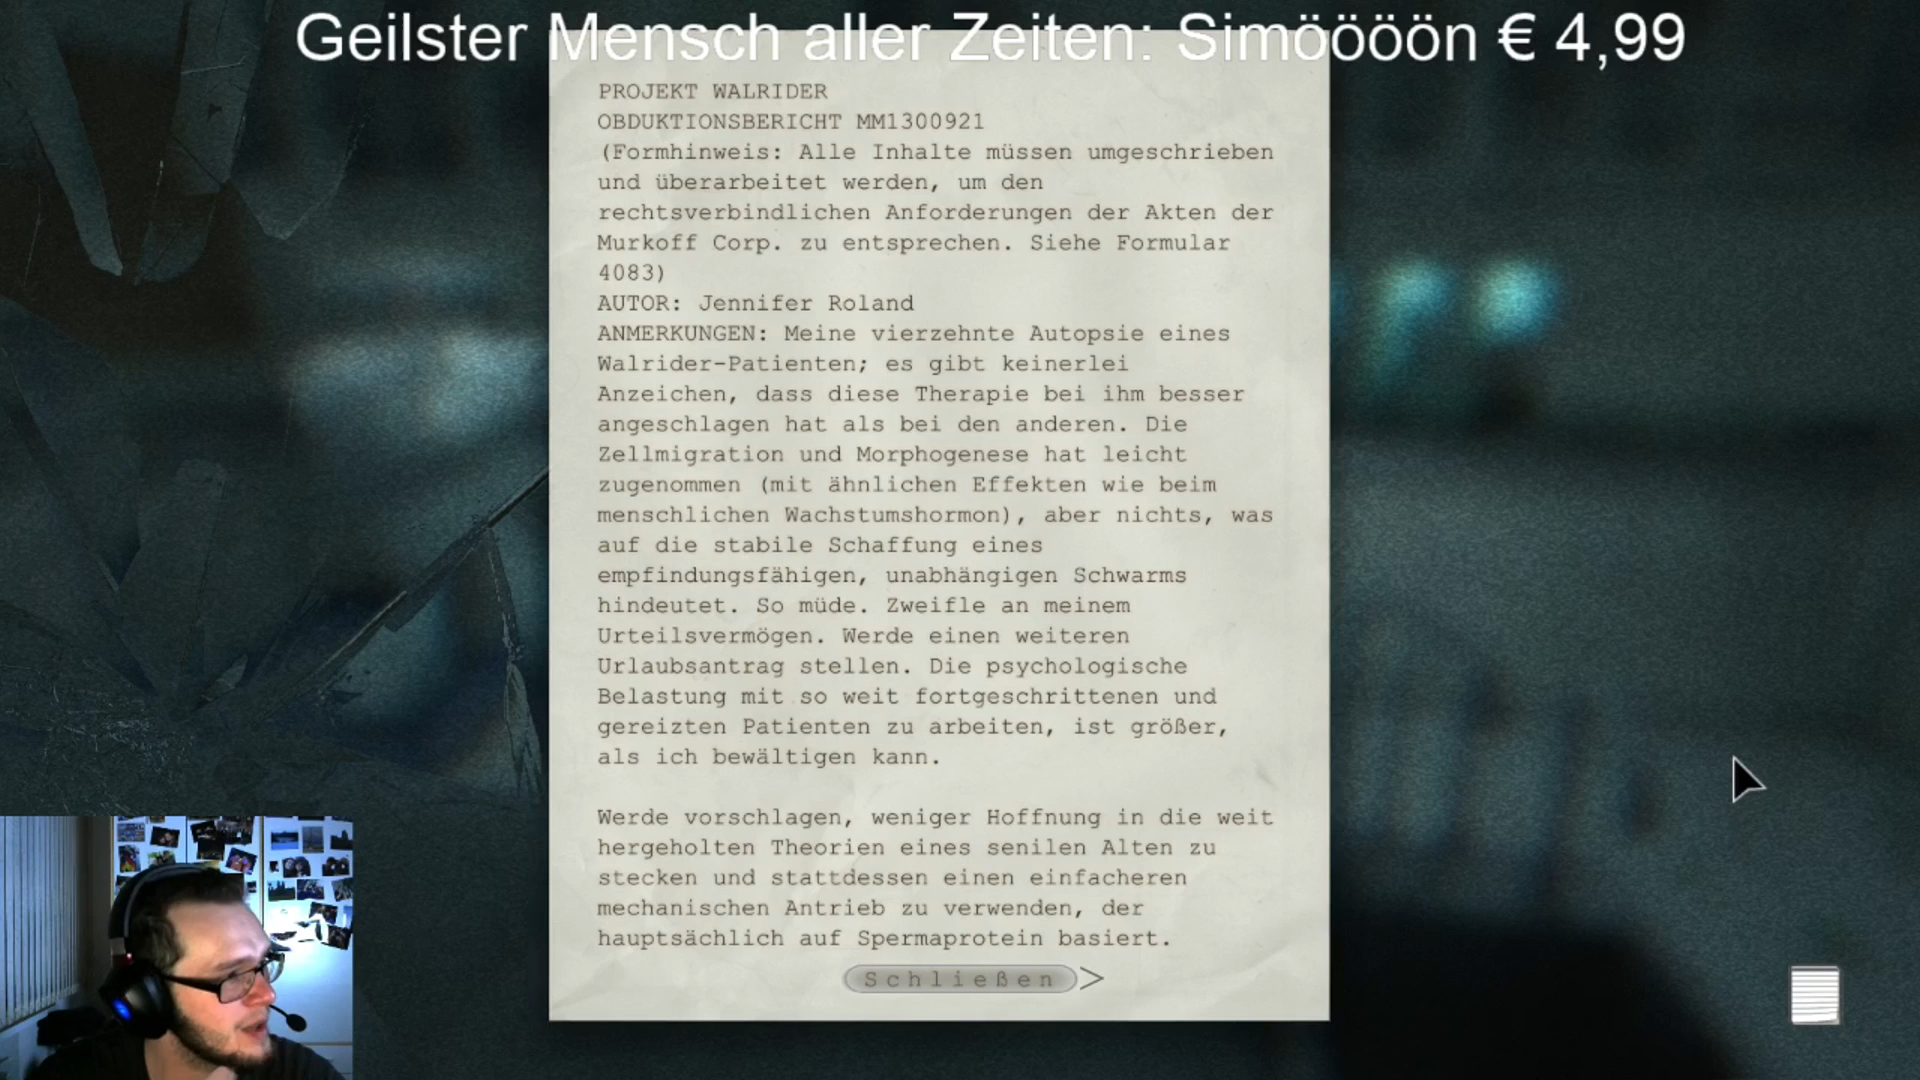 Geilster Mensch aller Zeiten: Simööööön € 4,99
PROJEKT WALRIDER
OBDUKTIONSBERICHT MM1300921
(Formhinweis: Alle Inhalte müssen umgeschrieben
und überarbeitet werden, um den
rechtsverbindlichen Anforderungen der Akten der
Murkoff Corp. zu entsprechen. Siehe Formular
4083)
AUTOR: Jennifer Roland
ANMERKUNGEN: Meine vierzehnte Autopsie eines
Walrider-Patienten; es gibt keinerlei
Anzeichen, dass diese Therapie bei ihm besser
angeschlagen hat als bei den anderen. Die
Zellmigration und Morphogenese hat leicht
zugenommen (mit ähnlichen Effekten wie beim
menschlichen Wachstumshormon), aber nichts, was
auf die stabile Schaffung eines
empfindungsfähigen, unabhängigen Schwarms
hindeutet. So müde. Zweifle an meinem
Urteilsvermögen. Werde einen weiteren
Urlaubsantrag stellen. Die psychologische
Belastung mit so weit fortgeschrittenen und
gereizten Patienten zu arbeiten, ist größer,
als ich bewältigen kann.
Werde vorschlagen, weniger Hoffnung in die weit
hergeholten Theorien eines senilen Alten zu
stecken und stattdessen einen einfacheren
mechanischen Antrieb zu verwenden, der
hauptsächlich auf Spermaprotein basiert.
Schließen >